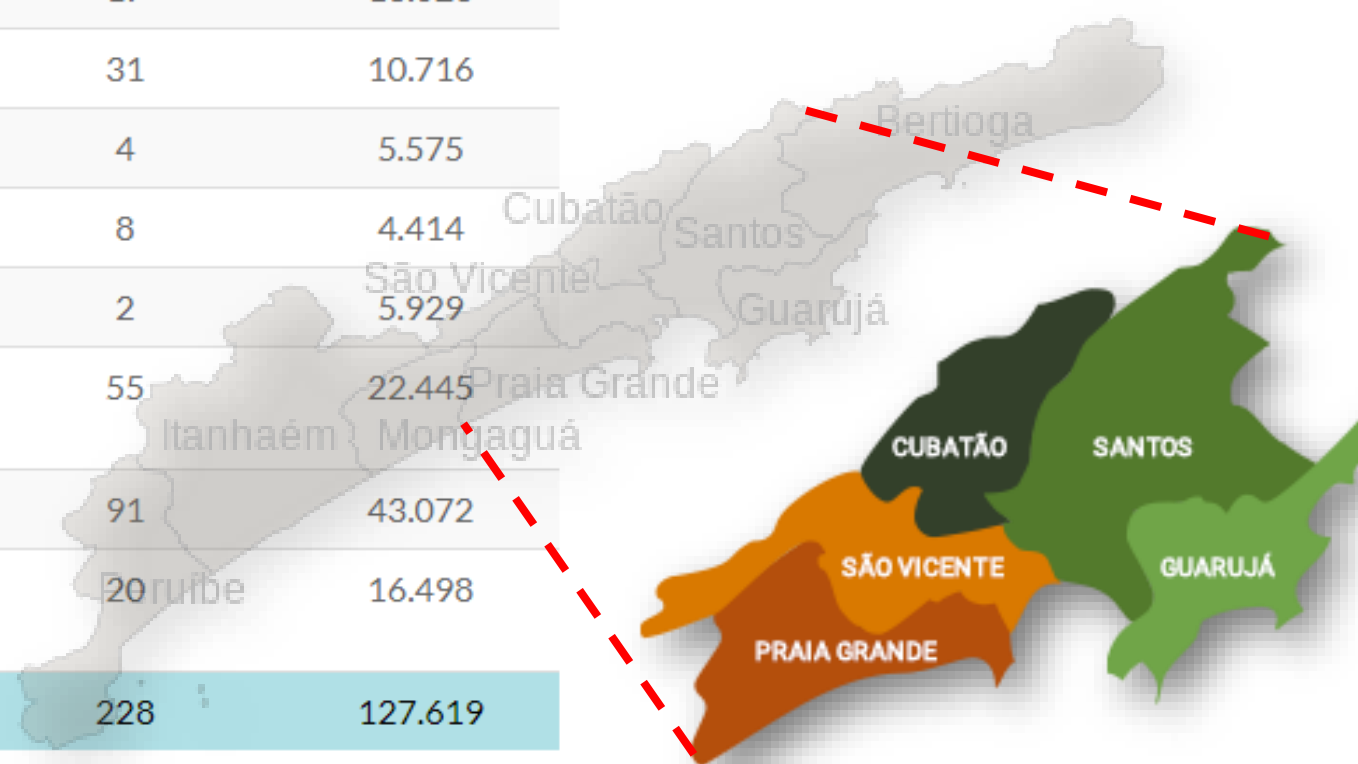 31 10.716
Bertioga
4 5.575
Cubatão
8 4.414
Santos
São Vicente
2 5.929
Guarujá
55 22.445
Praia Grande
Itanhaém Mongaguá
CUBATÃO SANTOS
91 43.072
SÃO VICENTE GUARUJÁ
20 16.498
Peruíbe
PRAIA GRANDE
228 127.619